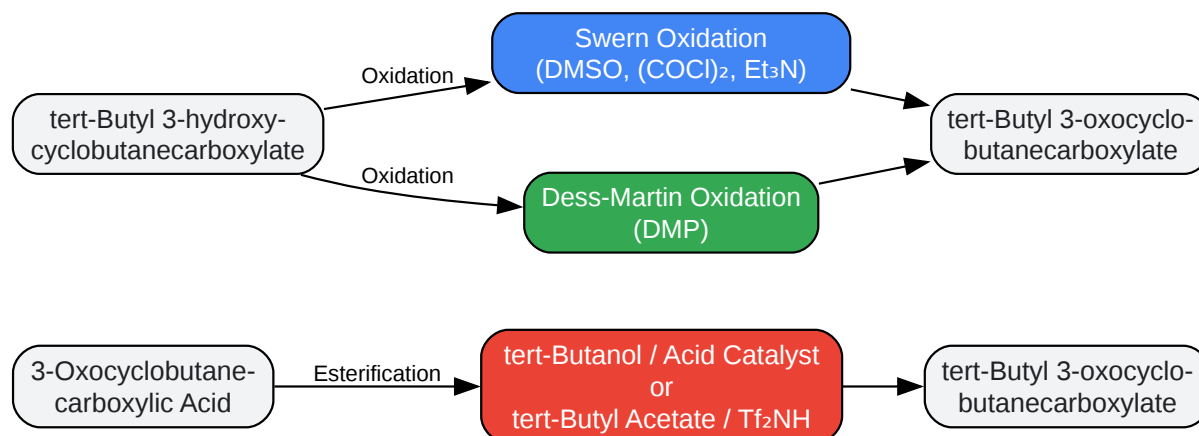 Swern Oxidation
(DMSO, (COCl)₂, Et₃N)
Oxidation
tert-Butyl 3-hydroxy-
cyclobutanecarboxylate
tert-Butyl 3-oxocyclo-
butanecarboxylate
Oxidation
Dess-Martin Oxidation
(DMP)
3-Oxocyclobutane-
carboxylic Acid
Esterification
tert-Butanol / Acid Catalyst
or
tert-Butyl Acetate / Tf₂NH
tert-Butyl 3-oxocyclo-
butanecarboxylate